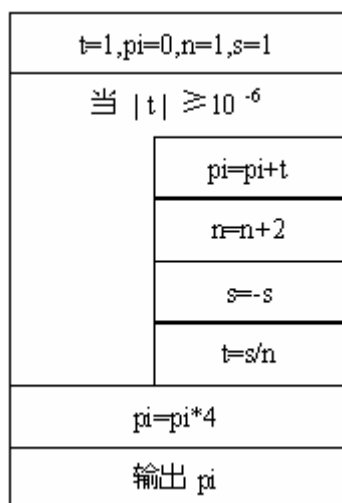 t=1,pi=0,n=1,s=1
当 |t| ≥10 -6
pi=pi+t
n=n+2
s=-s
t=s/n
pi=pi*4
输出 pi